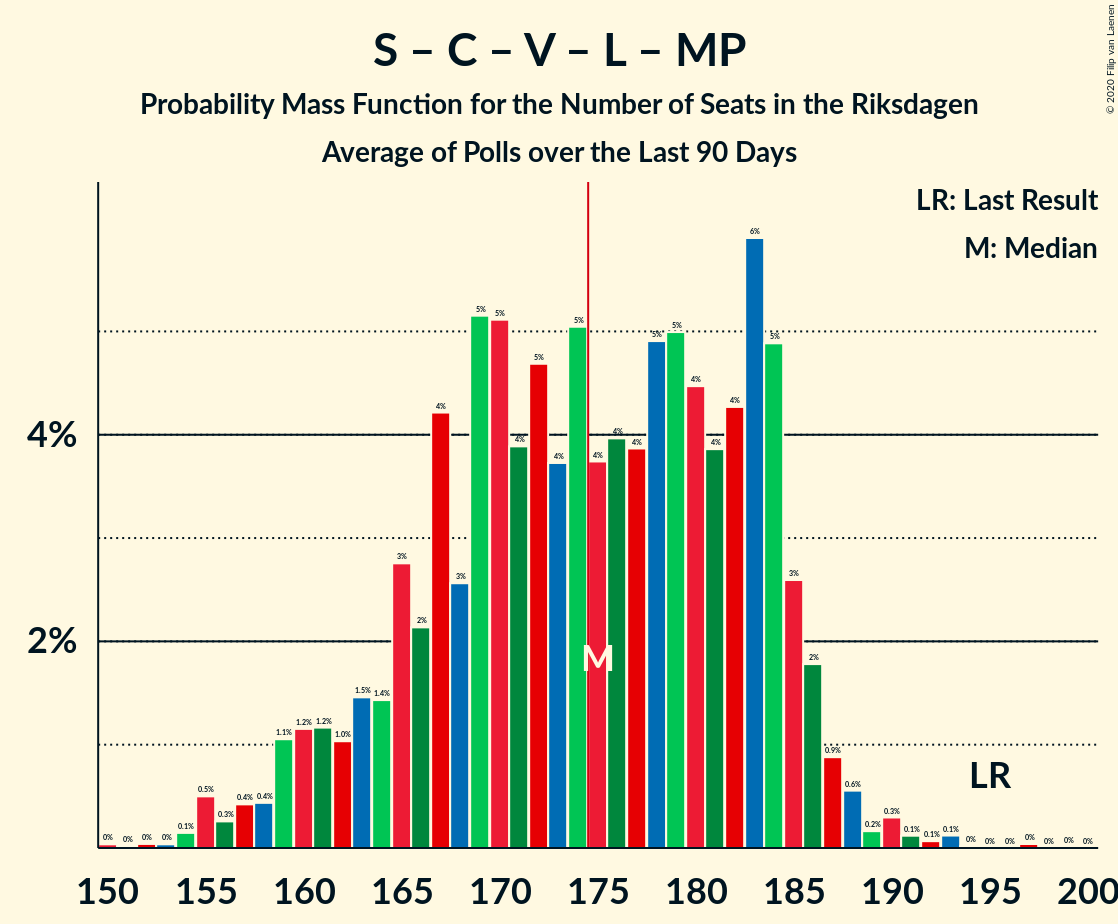 S – C – V – L – MP
Probability Mass Function for the Number of Seats in the Riksdagen
Average of Polls over the Last 90 Days
© 2020 Filip van Laenen
LR: Last Result
M: Median
4%
2%
0% 0% 0% 0% 0.1% 0.5% 0.3% 0.4% 0.4% 1.1% 1.2% 1.2% 1.0% 1.5% 1.4% 3% 2% 4% 3% 5% 5% 4% 5% 4% 5% 4% 4% 4% 5% 5% 4% 4% 4% 6% 5% 3% 2% 0.9% 0.6% 0.2% 0.3% 0.1% 0.1% 0.1% 0% 0% 0% 0% 0% 0% 0%
M
LR
150 155 160 165 170 175 180 185 190 195 200